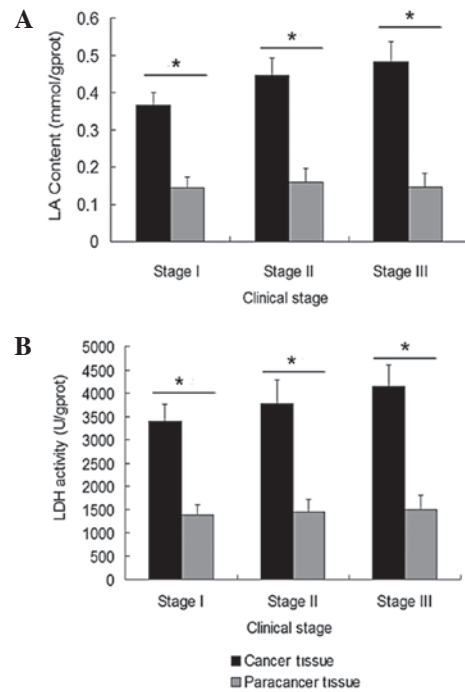 A
LA Content (mmol/gprot)
0.6
0.5
0.4
0.3
0.2
0.1
0
*
*
*
Stage I
Stage II
Stage III
Clinical stage
B
LDH activity (U/gprot)
5000
4500
4000
3500
3000
2500
2000
1500
1000
500
0
*
*
*
Stage I
Stage II
Stage III
Clinical stage
Cancer tissue
Paracancer tissue